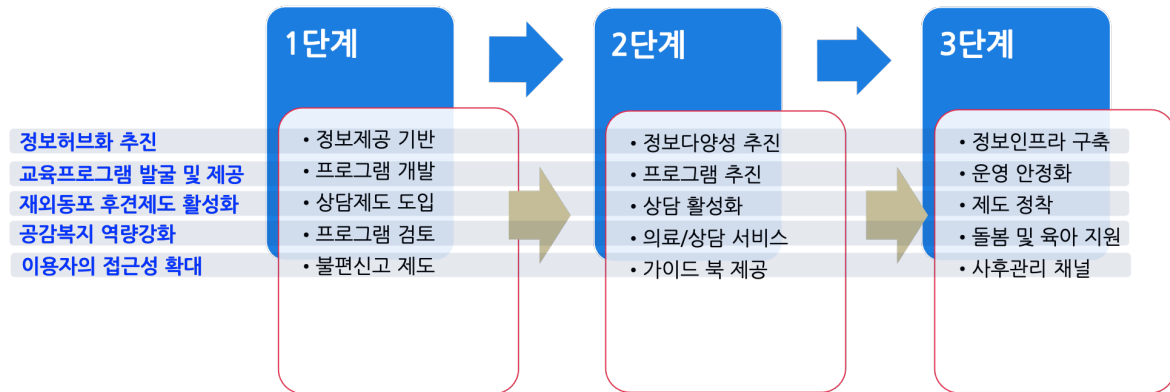 1단계
2단계
3단계
정보허브화 추진
• 정보제공 기반
• 정보다양성 추진
• 정보인프라 구축
교육프로그램 발굴 및 제공
• 프로그램 개발
• 프로그램 추진
• 운영 안정화
재외동포 후견제도 활성화
• 상담제도 도입
• 상담 활성화
• 제도 정착
공감복지 역량강화
• 프로그램 검토
• 의료/상담 서비스
• 돌봄 및 육아 지원
이용자의 접근성 확대
• 불편신고 제도
• 가이드 북 제공
• 사후관리 채널